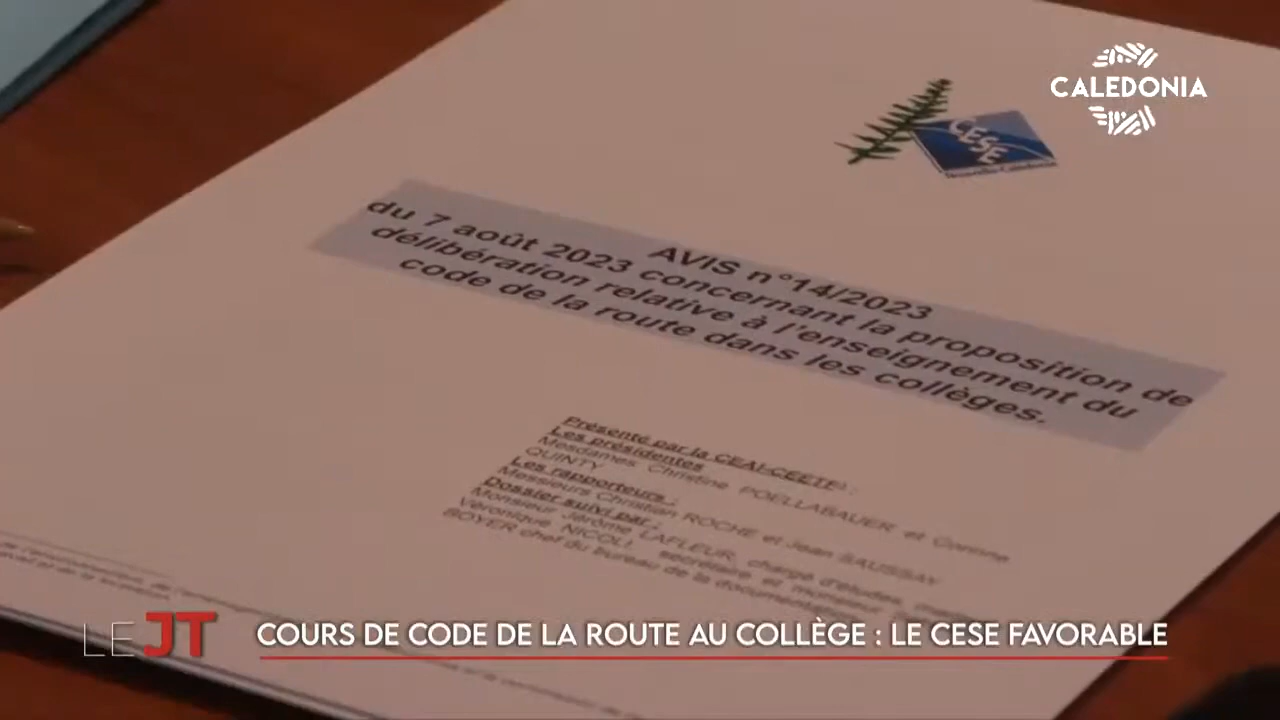 CALEDONIA
CESE
Nouvelle-Calédonie
AVIS n°14/2023
du 7 août 2023 concernant la proposition de
délibération relative à l'enseignement du
code de la route dans les collèges.
Présenté par la CEAI-CEETE¹ :
Les présidentes
Mesdames Christine POELLABAUER et Corinne
QUINTY
Les rapporteurs :
Messieurs Christian ROCHE et Jean SAUSSAY
Dossier suivi par :
Monsieur Jérôme LAFLEUR, chargé d'études,
Véronique NICOLI, secrétaire et monsieur
BOYER chef du bureau de la documentation
LE JT
COURS DE CODE DE LA ROUTE AU COLLÈGE : LE CESE FAVORABLE